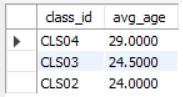 class_id avg_age
CLS04 29.0000
CLS03 24.5000
CLS02 24.0000